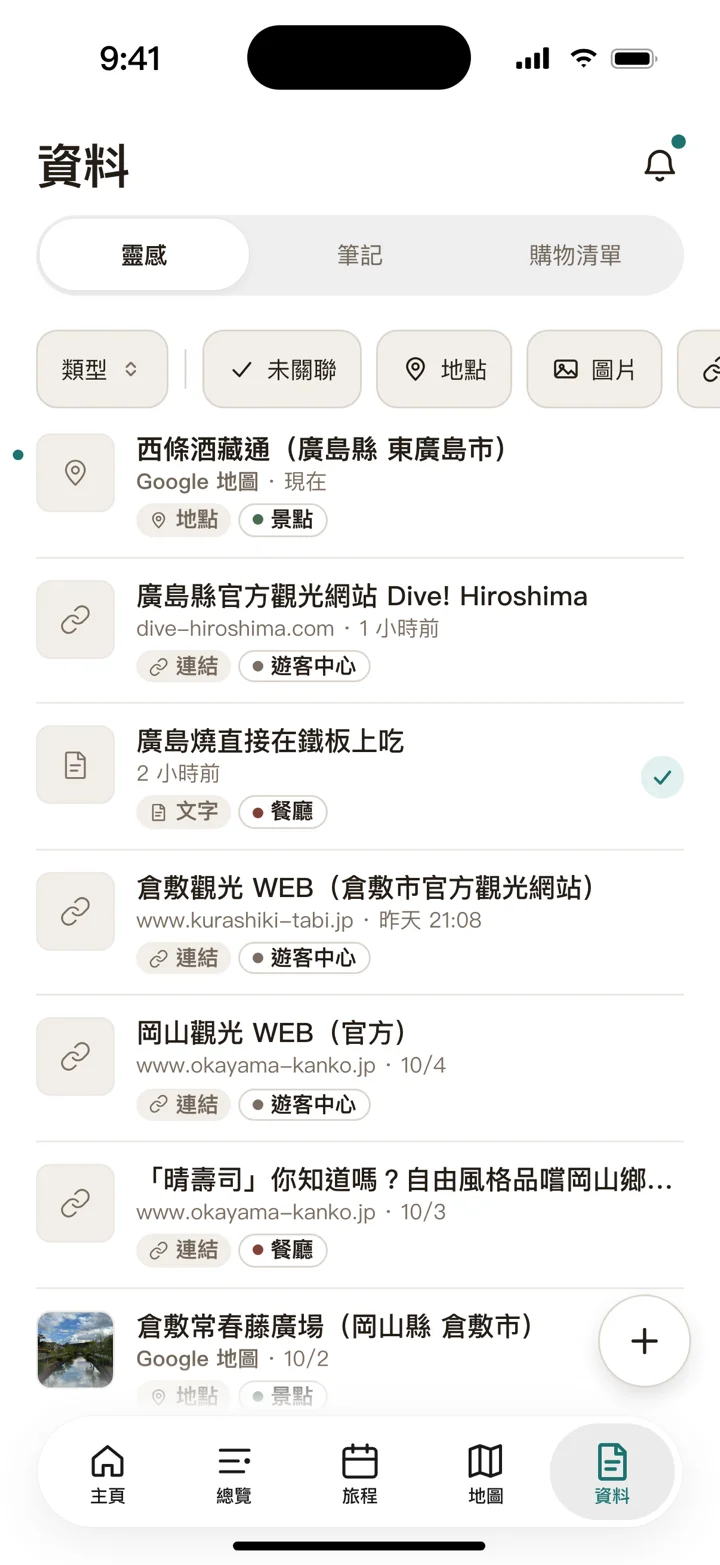 9:41
資料
靈感
筆記
購物清單
類型
未關聯
地點
圖片
西條酒藏通（廣島縣 東廣島市）
Google 地圖 · 現在
地點
景點
廣島縣官方觀光網站 Dive! Hiroshima
dive-hiroshima.com · 1 小時前
連結
遊客中心
廣島燒直接在鐵板上吃
2 小時前
文字
餐廳
倉敷觀光 WEB（倉敷市官方觀光網站）
www.kurashiki-tabi.jp · 昨天 21:08
連結
遊客中心
岡山觀光 WEB（官方）
www.okayama-kanko.jp · 10/4
連結
遊客中心
「晴壽司」你知道嗎？自由風格品嚐岡山鄉…
www.okayama-kanko.jp · 10/3
連結
餐廳
倉敷常春藤廣場（岡山縣 倉敷市）
Google 地圖 · 10/2
地點
景點
主頁
總覽
旅程
地圖
資料